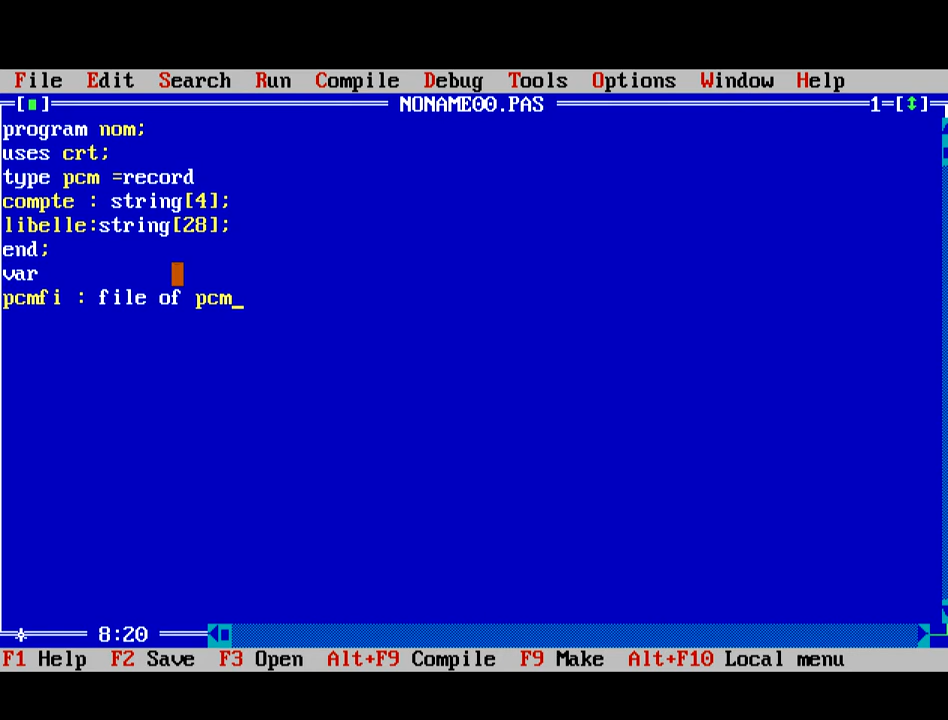 File Edit Search Run Compile Debug Tools Options Window Help
NONAME00.PAS 1
program nom;
uses crt;
type pcm =record
compte : string[4];
libelle:string[28];
end;
var
pcmfi : file of pcm_
8:20
F1 Help F2 Save F3 Open Alt+F9 Compile F9 Make Alt+F10 Local menu